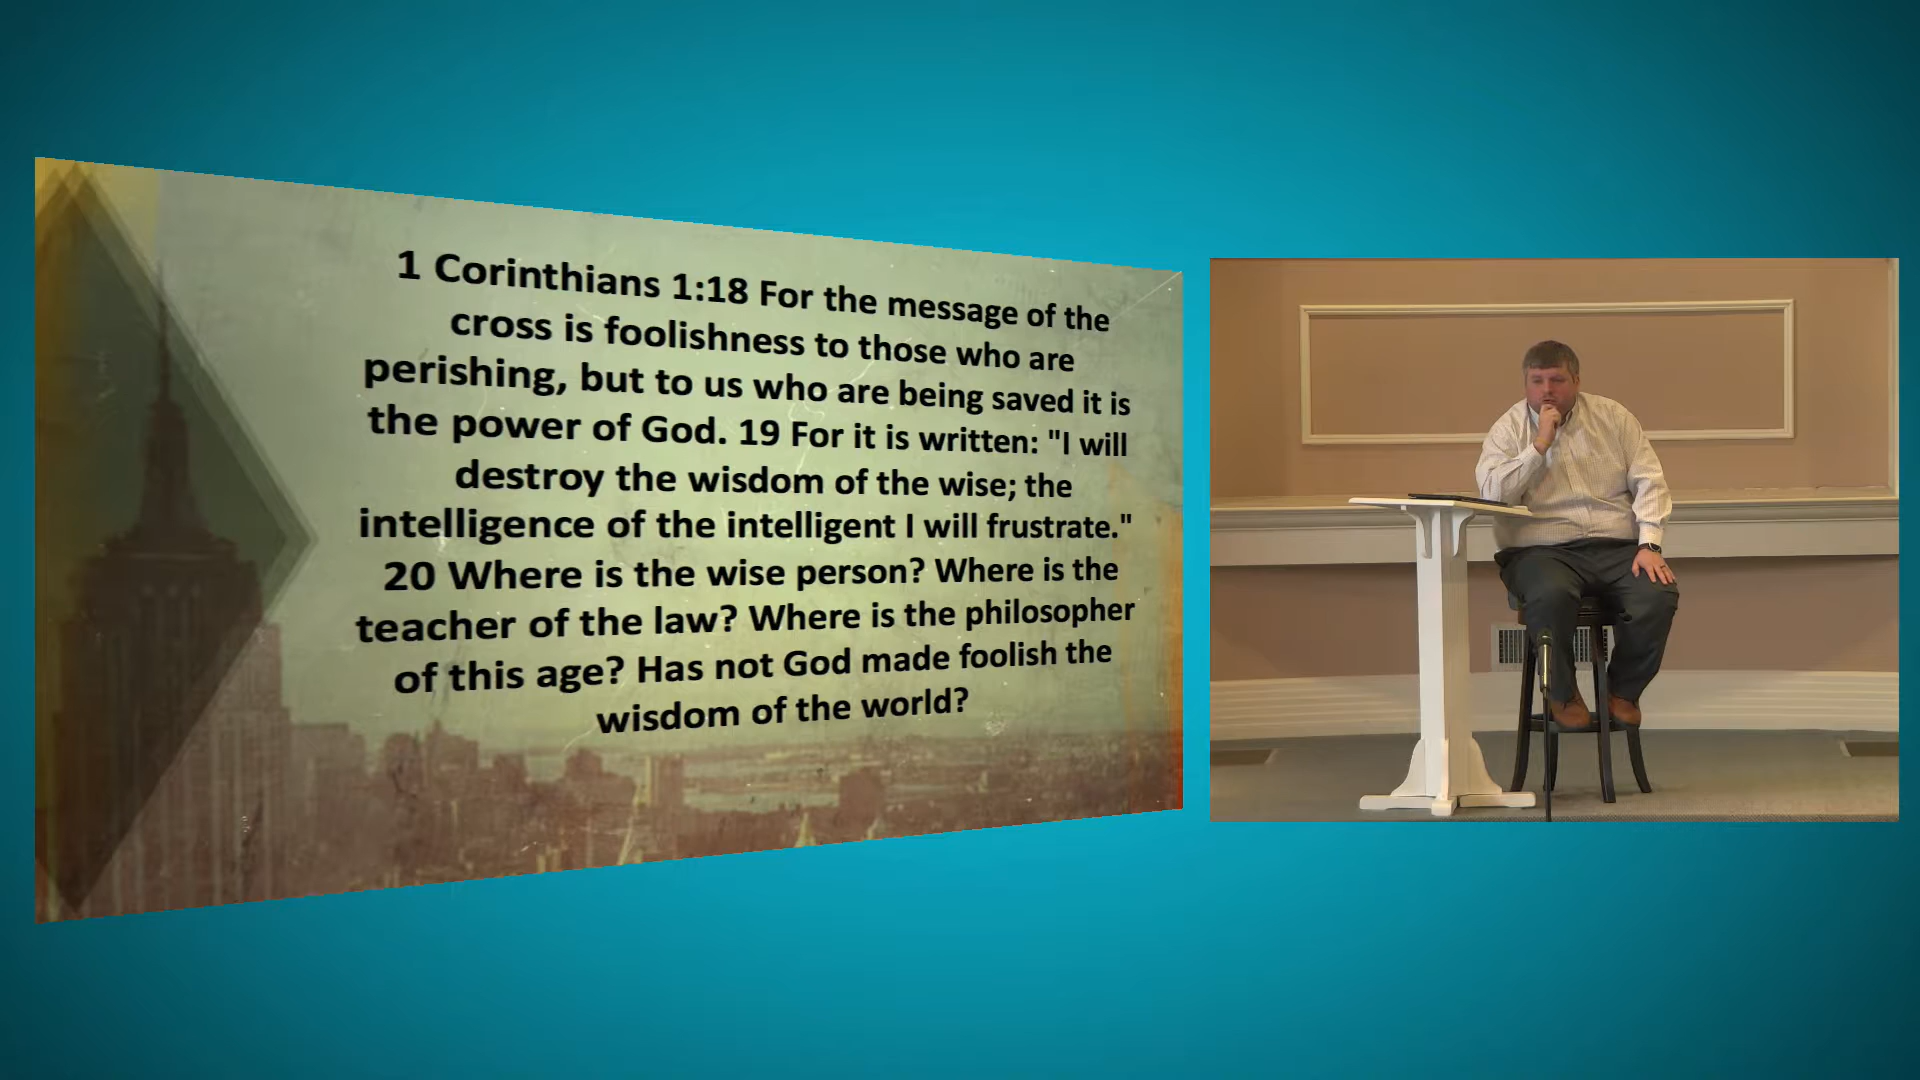 1 Corinthians 1:18 For the message of the
cross is foolishness to those who are
perishing, but to us who are being saved it is
the power of God. 19 For it is written: "I will
destroy the wisdom of the wise; the
intelligence of the intelligent I will frustrate."
20 Where is the wise person? Where is the
teacher of the law? Where is the philosopher
of this age? Has not God made foolish the
wisdom of the world?